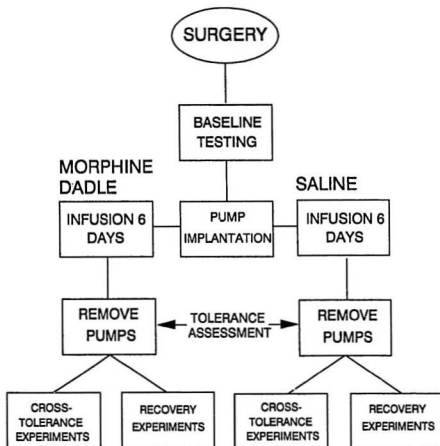 SURGERY
BASELINE
TESTING
MORPHINE
DADLE
SALINE
INFUSION 6
DAYS
PUMP
IMPLANTATION
INFUSION 6
DAYS
REMOVE
PUMPS
TOLERANCE
ASSESSMENT
REMOVE
PUMPS
CROSS-
TOLERANCE
EXPERIMENTS
RECOVERY
EXPERIMENTS
CROSS-
TOLERANCE
EXPERIMENTS
RECOVERY
EXPERIMENTS